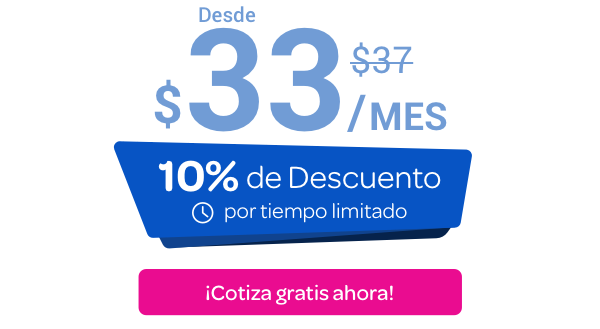 Desde
$33 $37
/MES
10% de Descuento
por tiempo limitado
¡Cotiza gratis ahora!